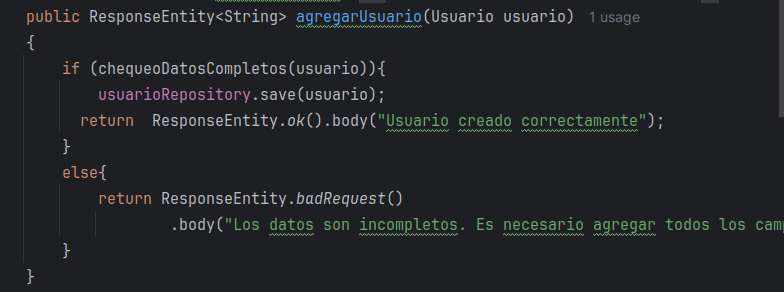 public ResponseEntity<String> agregarUsuario(Usuario usuario) 1 usage
{
if (chequeoDatosCompletos(usuario)){
usuarioRepository.save(usuario);
return  ResponseEntity.ok().body("Usuario creado correctamente");
}
else{
return ResponseEntity.badRequest()
.body("Los datos son incompletos. Es necesario agregar todos los cam
}
}